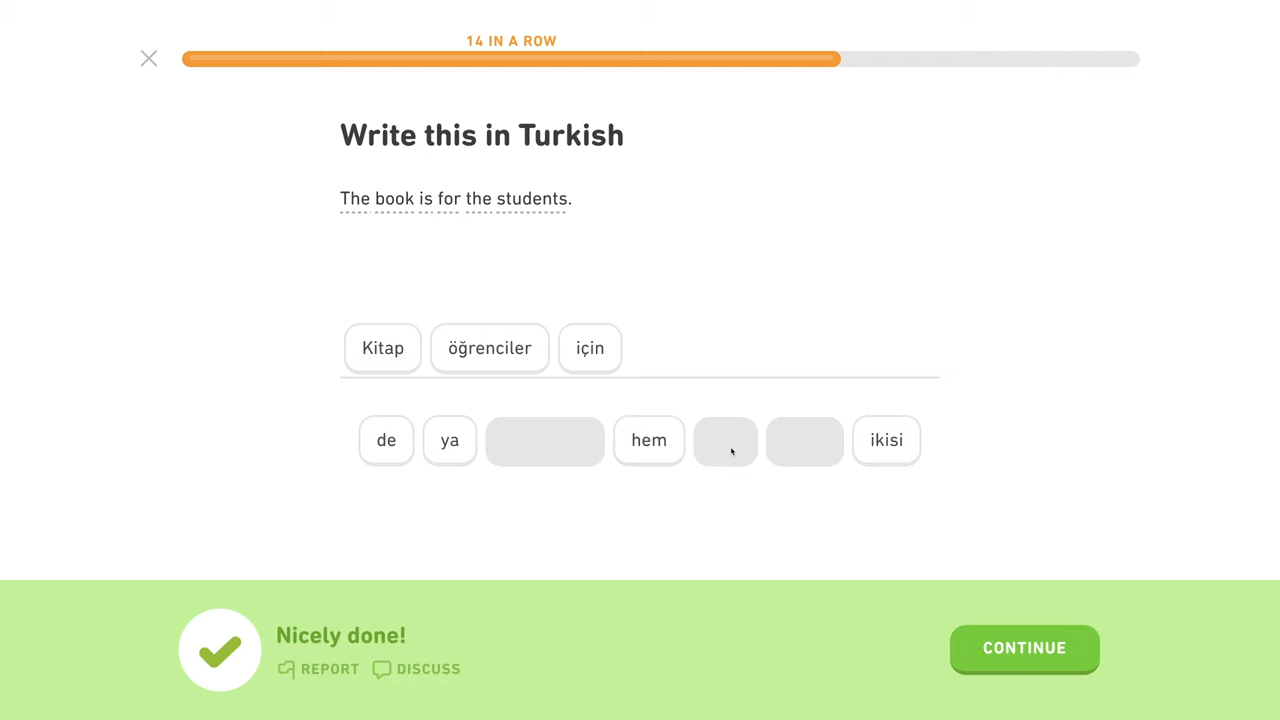 14 IN A ROW
Write this in Turkish
The book is for the students.
Kitap öğrenciler için
de ya hem ikisi
Nicely done!
REPORT DISCUSS
CONTINUE